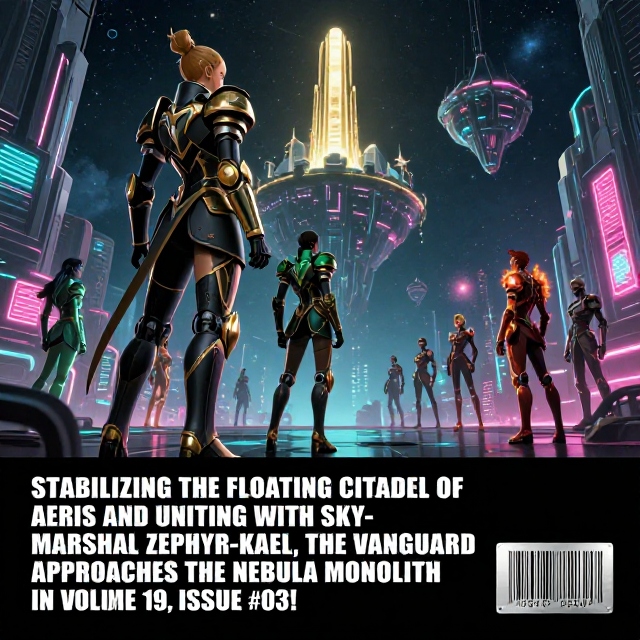 STABILIZING THE FLOATING CITADEL OF
AERIS AND UNITING WITH SKY-
MARSHAL ZEPHYR-KAEL, THE VANGUARD
APPROACHES THE NEBULA MONOLITH
IN VOLIME 19, ISSUE #03!